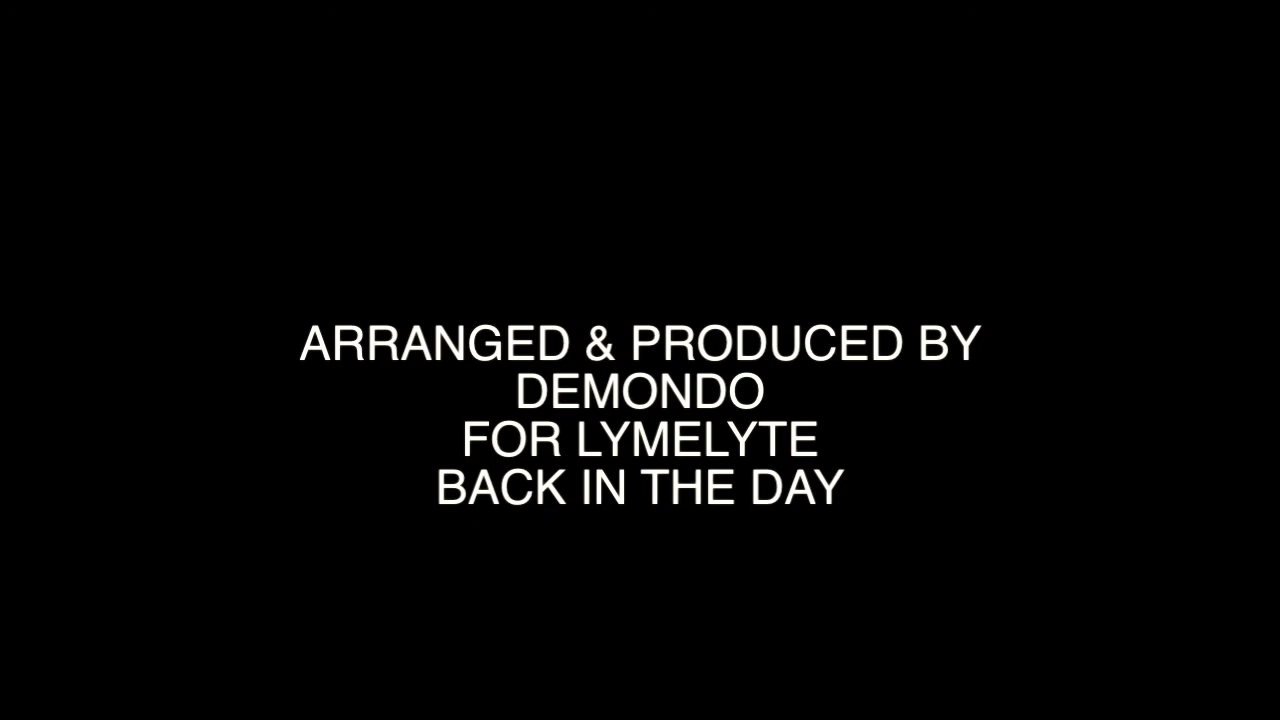 ARRANGED & PRODUCED BY
DEMONDO
FOR LYMELYTE
BACK IN THE DAY